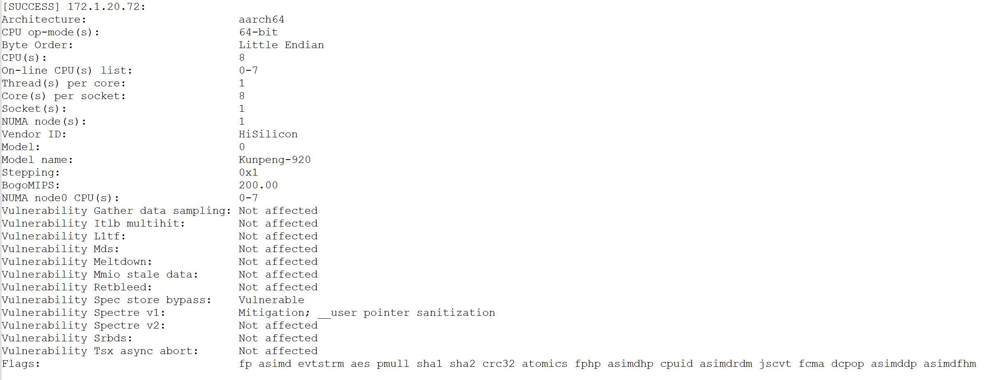 [SUCCESS] 172.1.20.72:
Architecture: aarch64
CPU op-mode(s): 64-bit
Byte Order: Little Endian
CPU(s): 8
On-line CPU(s) list: 0-7
Thread(s) per core: 1
Core(s) per socket: 8
Socket(s): 1
NUMA node(s): 1
Vendor ID: HiSilicon
Model: 0
Model name: Kunpeng-920
Stepping: 0x1
BogoMIPS: 200.00
NUMA node0 CPU(s): 0-7
Vulnerability Gather data sampling: Not affected
Vulnerability Itlb multihit: Not affected
Vulnerability L1tf: Not affected
Vulnerability Mds: Not affected
Vulnerability Meltdown: Not affected
Vulnerability Mmio stale data: Not affected
Vulnerability Retbleed: Not affected
Vulnerability Spec store bypass: Vulnerable
Vulnerability Spectre v1: Mitigation; __user pointer sanitization
Vulnerability Spectre v2: Not affected
Vulnerability Srbds: Not affected
Vulnerability Tsx async abort: Not affected
Flags: fp asimd evtstrm aes pmull sha1 sha2 crc32 atomics fphp asimdhp cpuid asimdrdm jscvt fcma dcpop asimddp asimdfhm